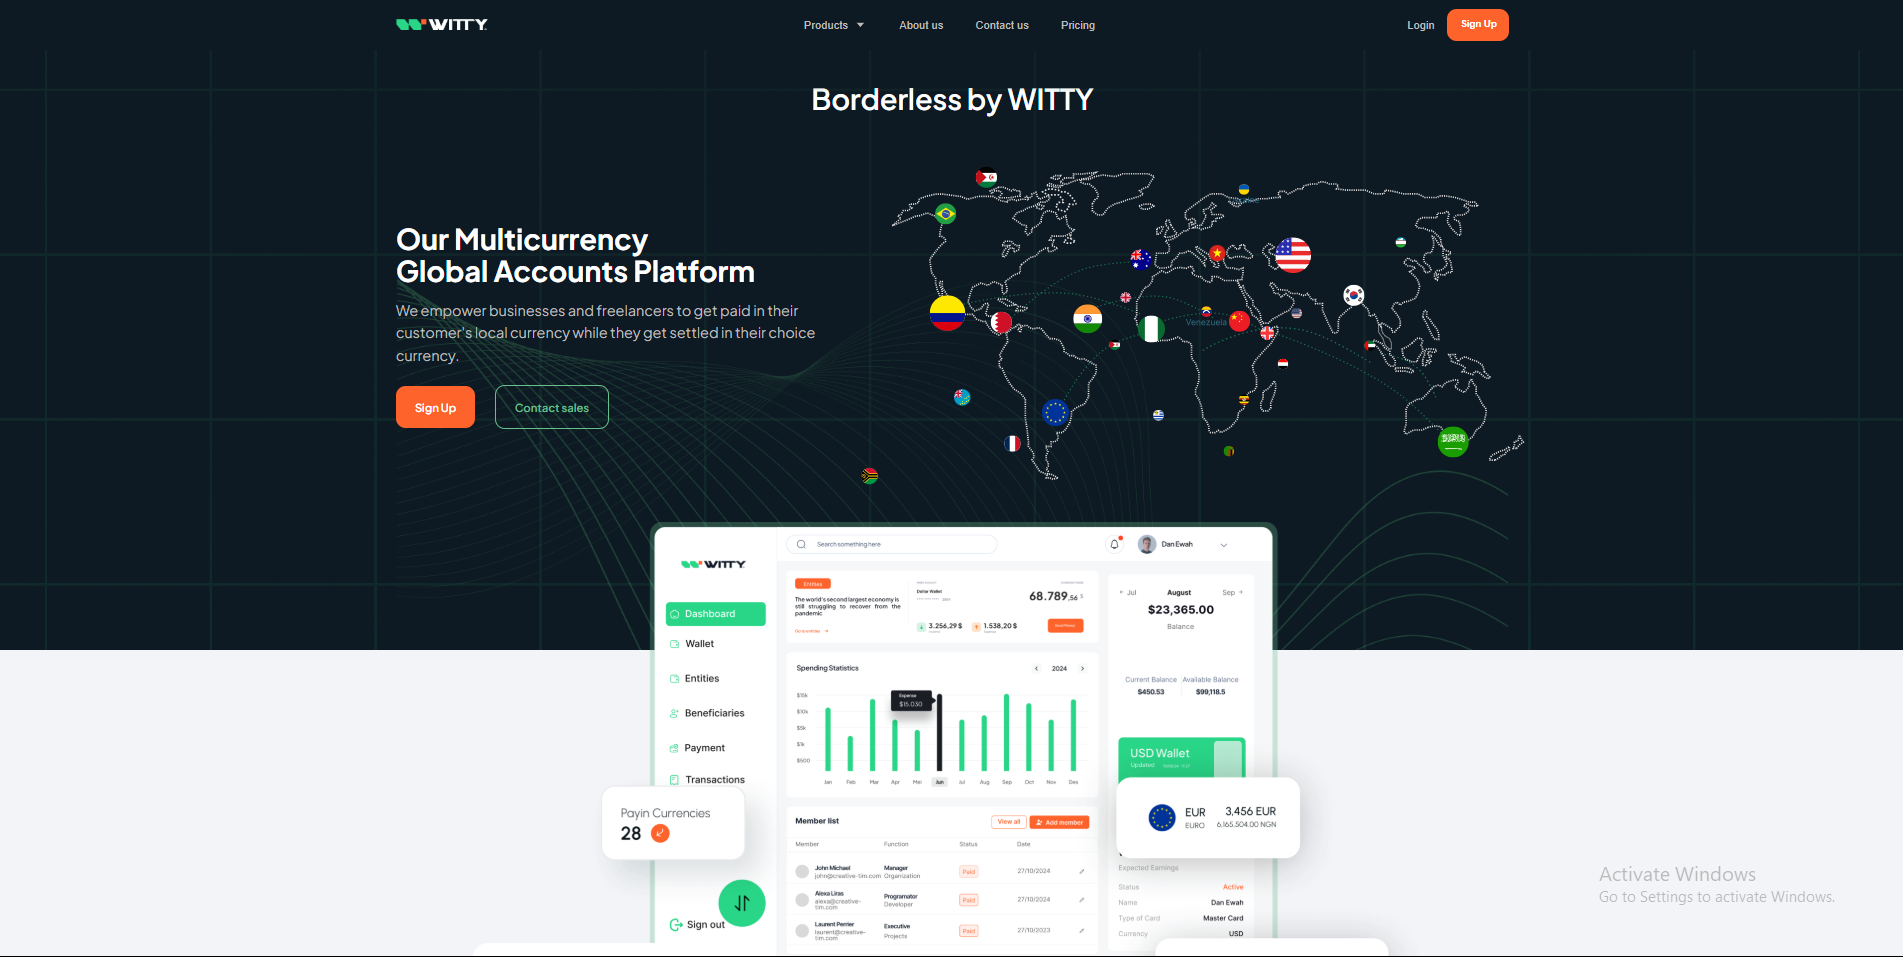 WITTY
Products
About us
Contact us
Pricing
Login
Sign Up
Borderless by WITTY
Our Multicurrency
Global Accounts Platform
We empower businesses and freelancers to get paid in their
customer's local currency while they get settled in their choice
currency.
Sign Up
Contact sales
Venezuela
WITTY
Search something here
Dan Ewah
Dashboard
Wallet
Entities
Beneficiaries
Payment
Transactions
Sign out
Entities
The world's second largest economy is
still struggling to recover from the
pandemic
Go to entities
Dollar Wallet
68.789,56 $
3.256,29 $
1.538,20 $
Jul
August
Sep
$23,365.00
Balance
Current Balance
Available Balance
$450.53
$99,118.5
Spending Statistics
2024
$15k
$10k
$5k
$1k
$500
Expense
$15.030
Jan
Feb
Mar
Apr
Mei
Jun
Jul
Aug
Sep
Oct
Nov
Des
USD Wallet
Updated
Payin Currencies
28
EUR
3,456 EUR
EURO
6,165,504.00 NGN
Member list
View all
Add member
Member
Function
Status
Date
John Michael
john@creative-tim.com
Manager
Organization
Paid
27/10/2024
Alexa Liras
alexa@creative-
tim.com
Programator
Developer
Paid
27/10/2024
Laurent Perrier
laurent@creative-
tim.com
Executive
Projects
Paid
27/10/2023
Expected Earnings
Status
Active
Name
Dan Ewah
Type of Card
Master Card
Currency
USD
Activate Windows
Go to Settings to activate Windows.